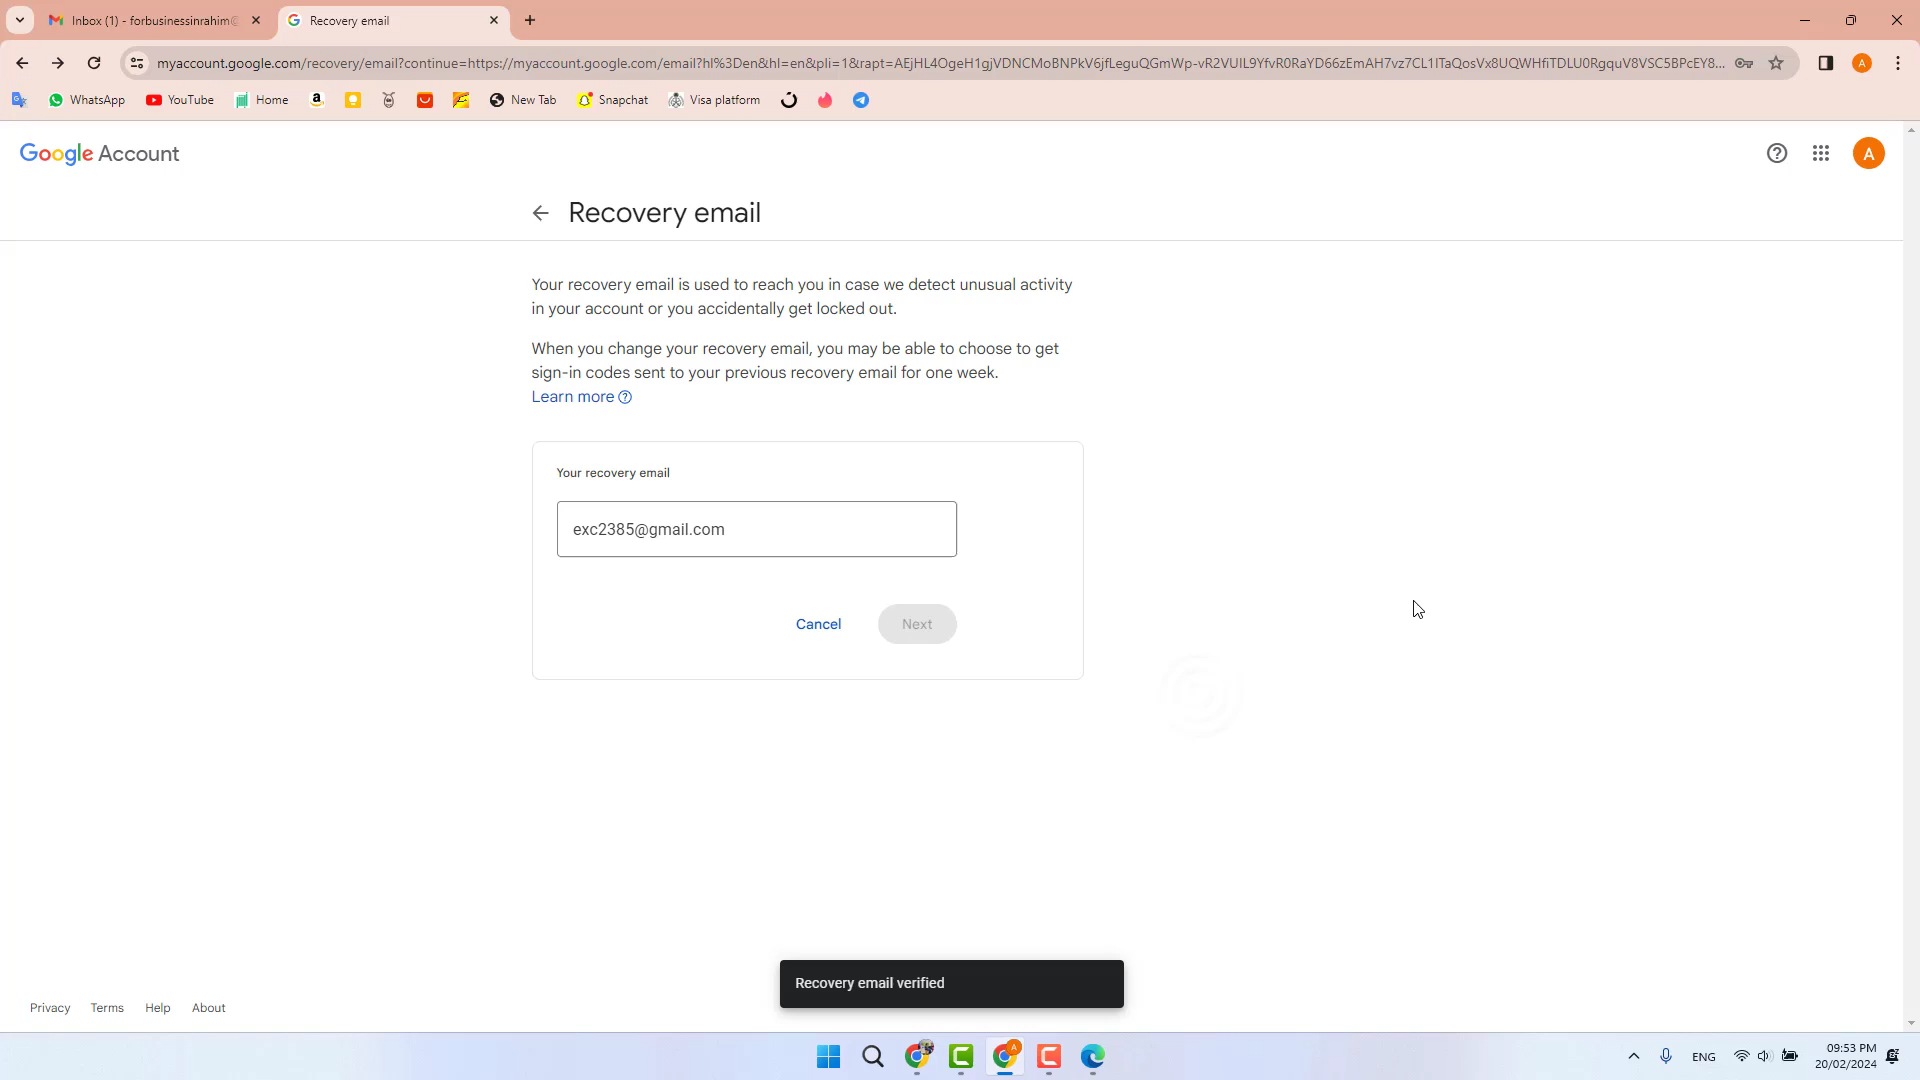 Inbox (1) - forbusinessinrahim@
Recovery email
myaccount.google.com/recovery/email?continue=https://myaccount.google.com/email?hl%3Den&hl=en&pli=1&rapt=
WhatsApp
YouTube
Home
New Tab
Snapchat
Visa platform
A
Google Account
A
Recovery email
Your recovery email is used to reach you in case we detect unusual activity
in your account or you accidentally get locked out.
When you change your recovery email, you may be able to choose to get
sign-in codes sent to your previous recovery email for one week.
Learn more
Your recovery email
exc2385@gmail.com
Cancel
Next
Recovery email verified
Privacy
Terms
Help
About
A
ENG
09:53 PM
20/02/2024